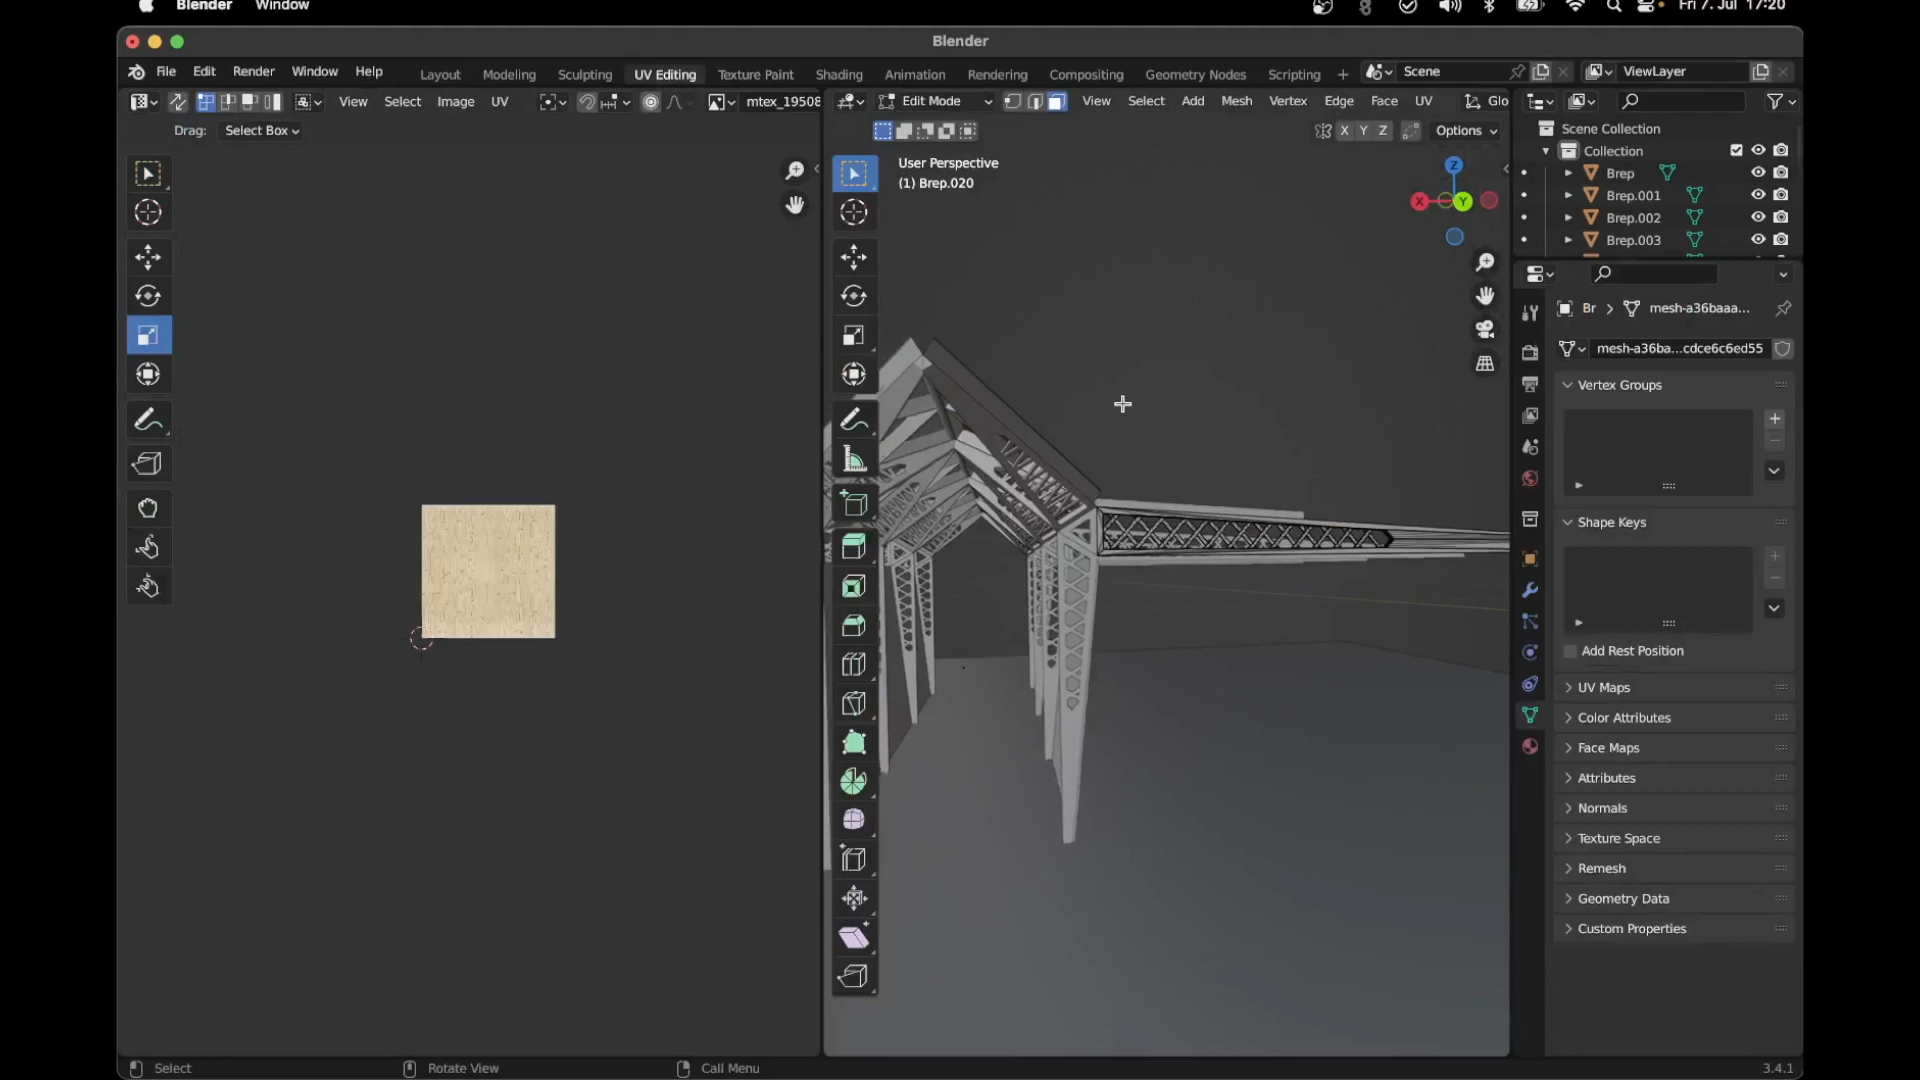 Blender Window Fri 7. Jul 17:20
Blender
File Edit Render Window Help Layout Modeling Sculpting UV Editing Texture Paint Shading Animation Rendering Compositing Geometry Nodes Scripting + Scene ViewLayer
View Select Image UV mtex_19508 Edit Mode View Select Add Mesh Vertex Edge Face UV Glo
Drag: Select Box X Y Z Options
Scene Collection
User Perspective
(1) Brep.020
Z
X
Y
Collection
Brep
Brep.001
Brep.002
Brep.003
Br > mesh-a36baaa...
mesh-a36ba...cdce6c6ed55
Vertex Groups
Shape Keys
Add Rest Position
UV Maps
Color Attributes
Face Maps
Attributes
Normals
Texture Space
Remesh
Geometry Data
Custom Properties
Select Rotate View Call Menu 3.4.1